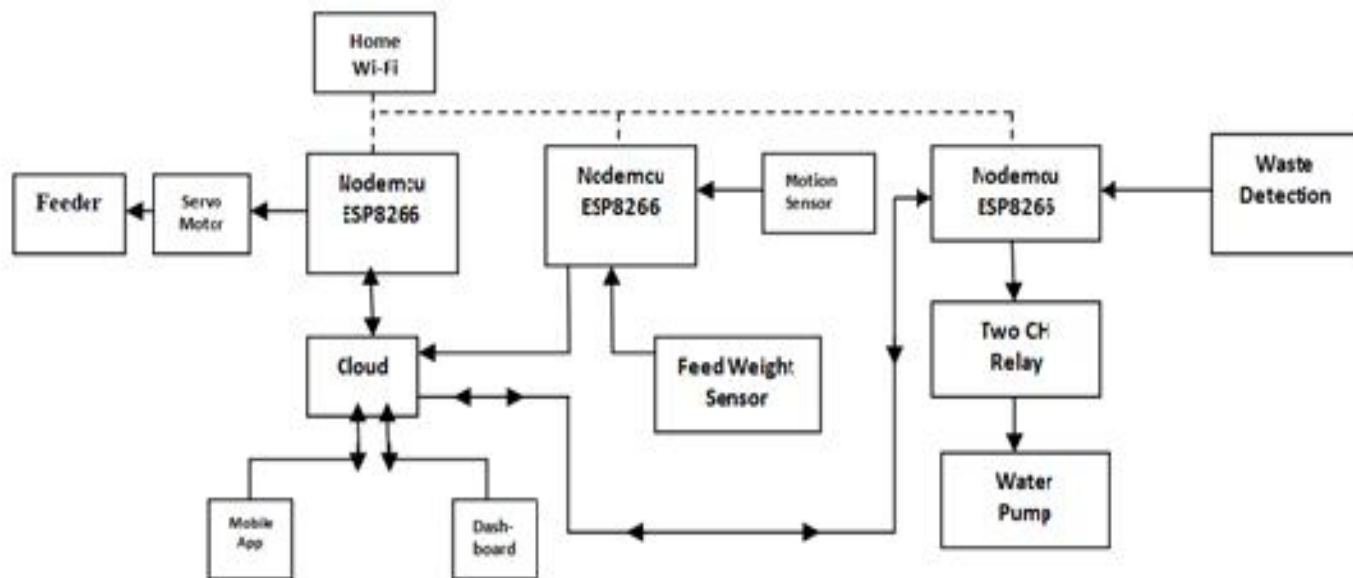 Home
Wi-Fi
Feeder
Servo
Motor
Nodemcu
ESP8266
Nodemcu
ESP8266
Motion
Sensor
Nodemcu
ESP8266
Waste
Detection
Cloud
Feed Weight
Sensor
Two CH
Relay
Mobile
App
Dash-
board
Water
Pump